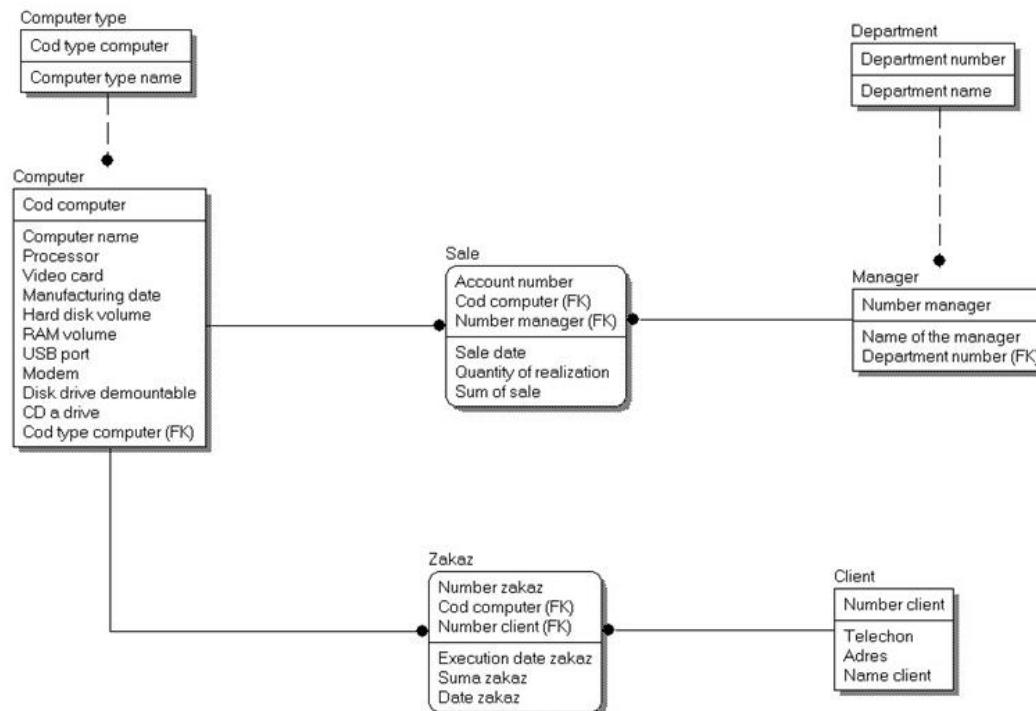 Computer type
Cod type computer
Computer type name
Department
Department number
Department name
Computer
Cod computer
Computer name
Processor
Video card
Manufacturing date
Hard disk volume
RAM volume
USB port
Modem
Disk drive demountable
CD a drive
Cod type computer (FK)
Sale
Account number
Cod computer (FK)
Number manager (FK)
Sale date
Quantity of realization
Sum of sale
Manager
Number manager
Name of the manager
Department number (FK)
Zakaz
Number zakaz
Cod computer (FK)
Number client (FK)
Execution date zakaz
Suma zakaz
Date zakaz
Client
Number client
Telechon
Adres
Name client